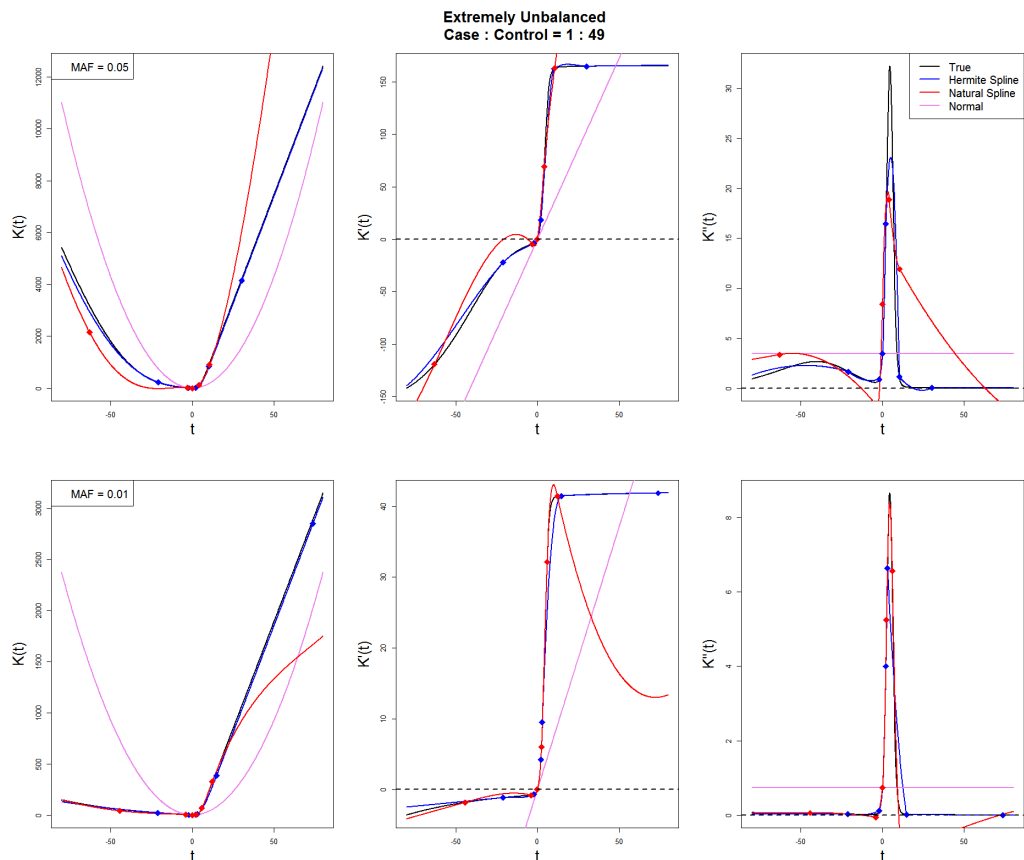 Extremely Unbalanced
Case : Control = 1 : 49
MAF = 0.05
K(t)
0
2000
4000
6000
8000
10000
12000
-50
0
50
t
K'(t)
-150
-100
-50
0
50
100
150
-50
0
50
t
True
Hermite Spline
Natural Spline
Normal
K''(t)
0
5
10
15
20
25
30
-50
0
50
t
MAF = 0.01
K(t)
0
500
1000
1500
2000
2500
3000
-50
0
50
t
K'(t)
0
10
20
30
40
-50
0
50
t
K''(t)
0
2
4
6
8
-50
0
50
t